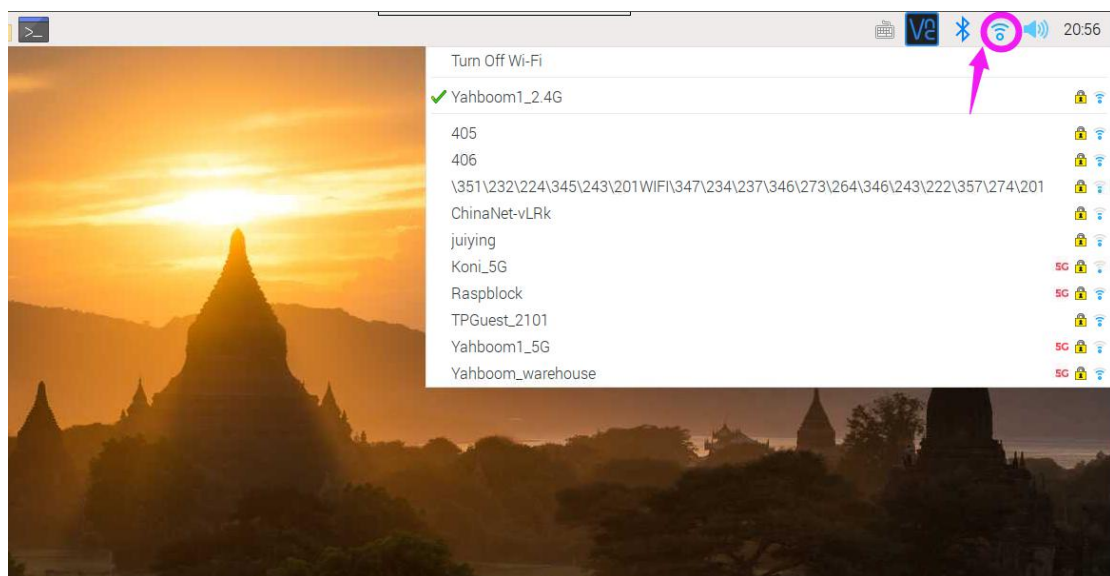 >_
VNC
20:56
Turn Off Wi-Fi
Yahboom1_2.4G
405
406
\351\232\224\345\243\201WIFI\347\234\237\346\273\264\346\243\222\357\274\201
ChinaNet-vLRk
juiying
Koni_5G
5G
Raspblock
5G
TPGuest_2101
Yahboom1_5G
5G
Yahboom_warehouse
5G